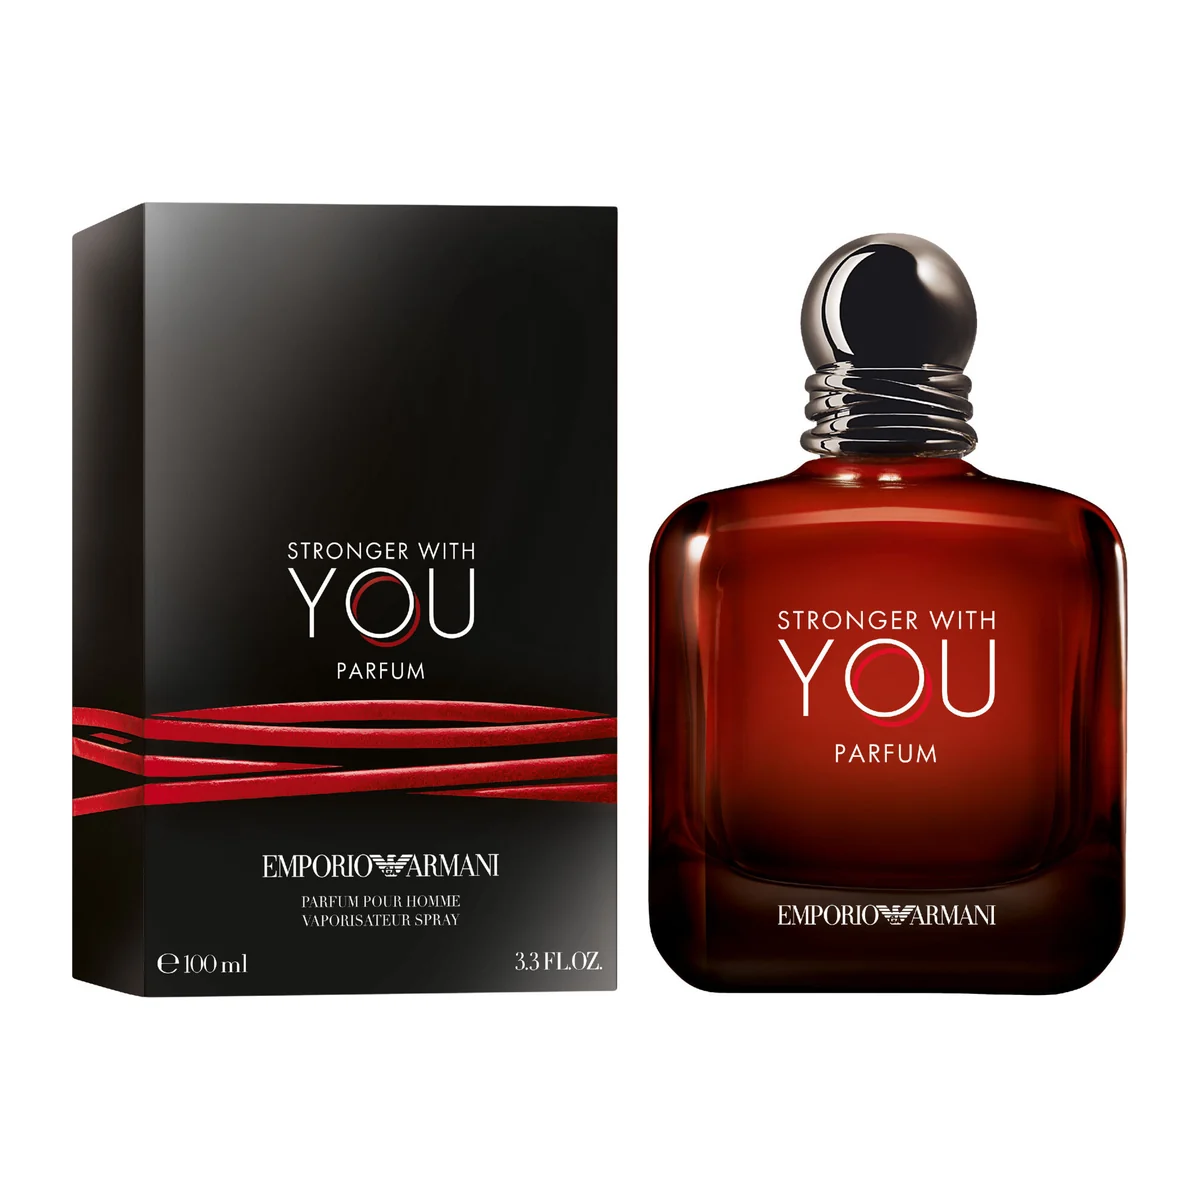 STRONGER WITH
YOU
PARFUM
EMPORIO ARMANI
PARFUM POUR HOMME
VAPORISATEUR SPRAY
℮ 100 ml
3.3 FL.OZ.
STRONGER WITH
YOU
PARFUM
EMPORIO ARMANI